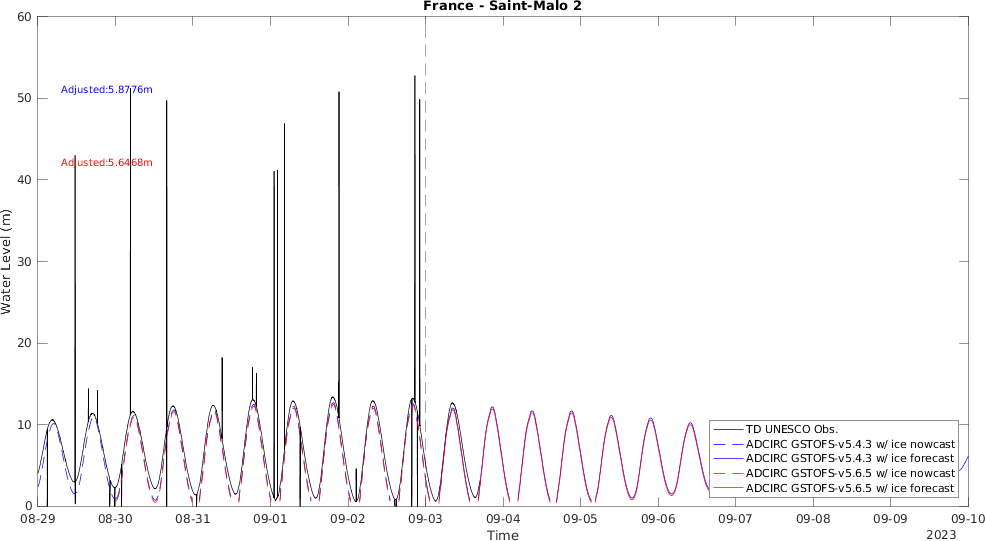 France - Saint-Malo 2
60
50
40
30
20
10
0
Water Level (m)
Adjusted:5.8776m
Adjusted:5.6468m
TD UNESCO Obs.
ADCIRC GSTOFS-v5.4.3 w/ ice nowcast
ADCIRC GSTOFS-v5.4.3 w/ ice forecast
ADCIRC GSTOFS-v5.6.5 w/ ice nowcast
ADCIRC GSTOFS-v5.6.5 w/ ice forecast
08-29 08-30 08-31 09-01 09-02 09-03 09-04 09-05 09-06 09-07 09-08 09-09 09-10
Time
2023